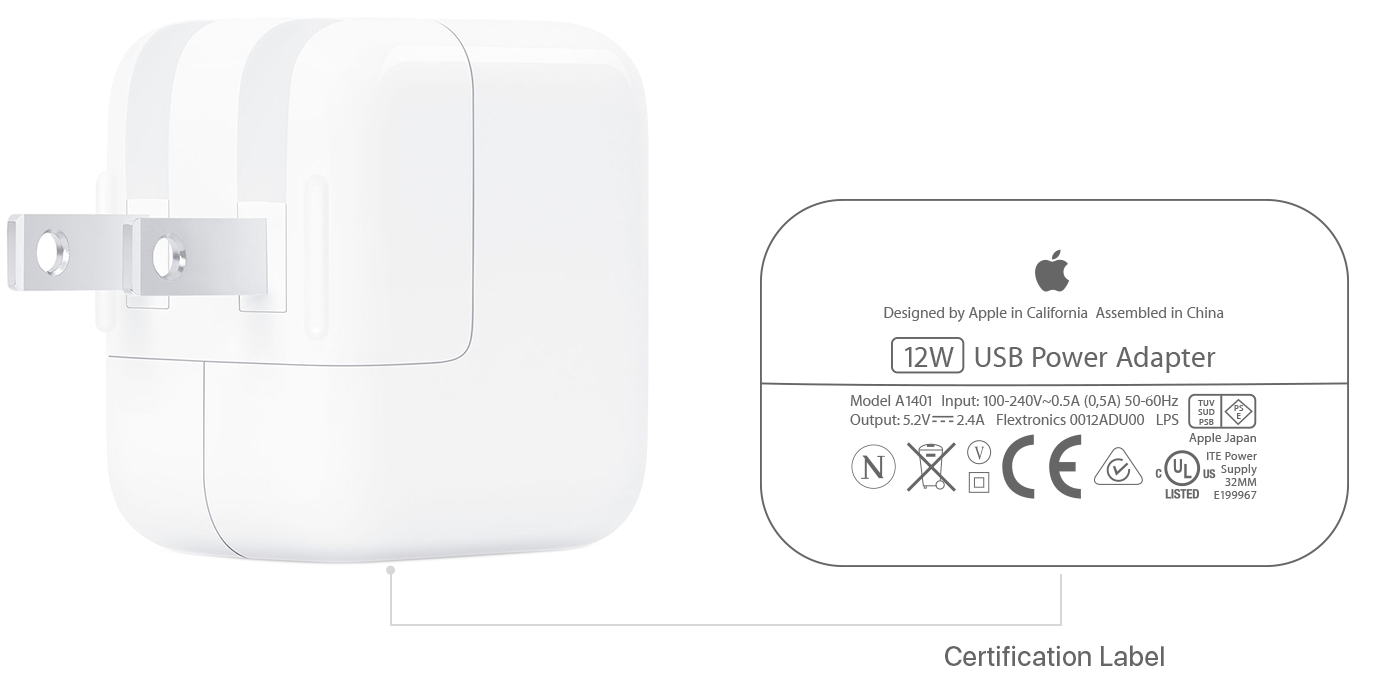 Designed by Apple in California  Assembled in China
12W USB Power Adapter
Model A1401  Input: 100-240V~0.5A (0,5A) 50-60Hz
Output: 5.2V⎓2.4A  Flextronics 0012ADU00  LPS
TUV
SUD
PSB
PS
E
Apple Japan
N
V
CE
C UL US
LISTED
ITE Power
Supply
32MM
E199967
Certification Label